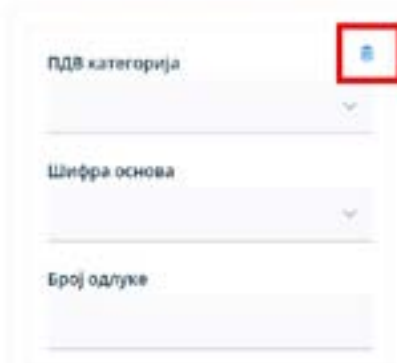 ПДВ категорија
Шифра основа
Број одлуке